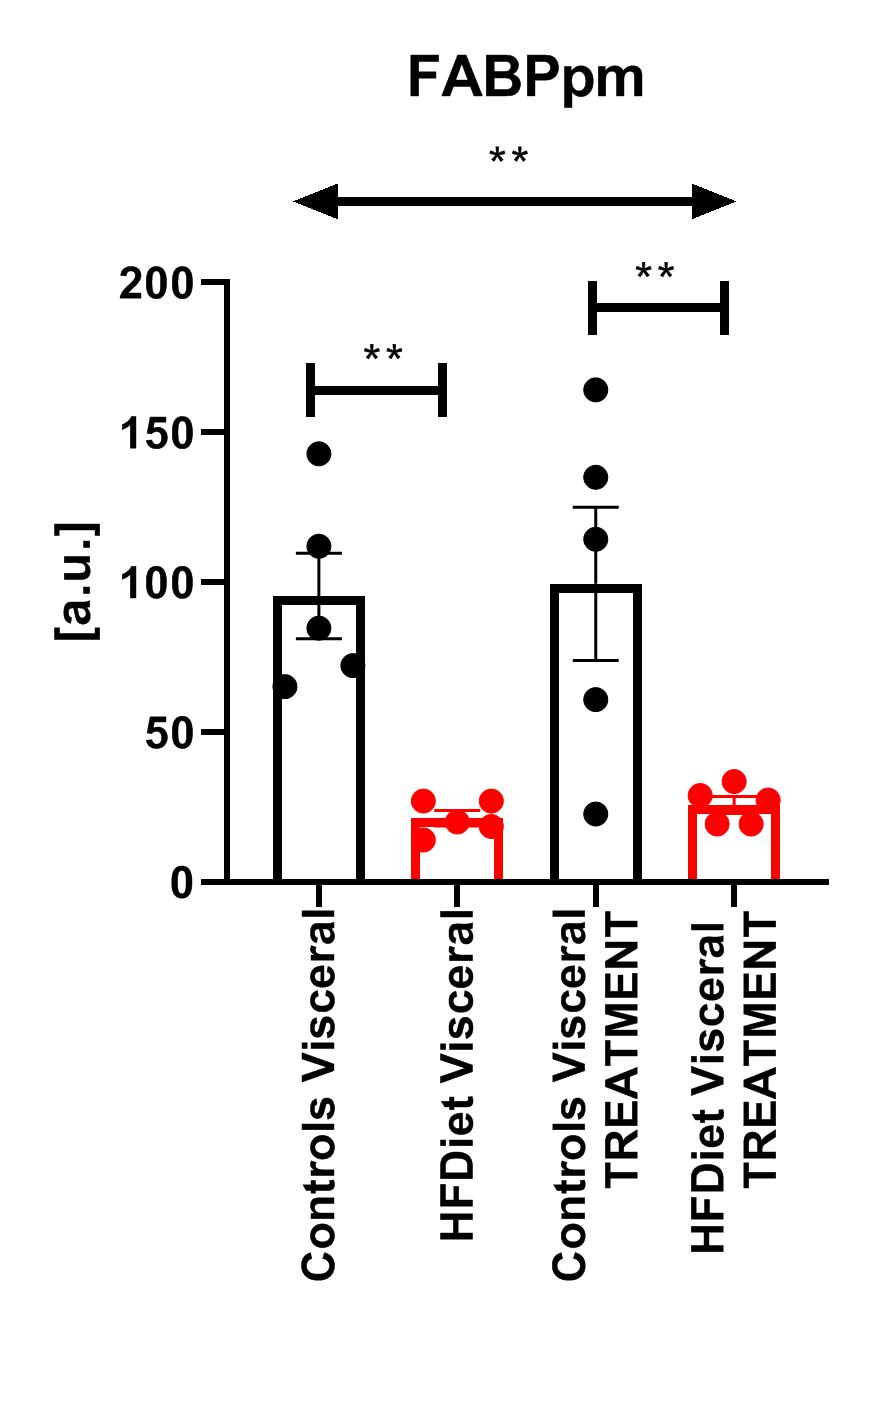 FABPpm
**
**
**
200
150
100
50
0
[a.u.]
Controls Visceral
HFDiet Visceral
Controls Visceral
TREATMENT
HFDiet Visceral
TREATMENT